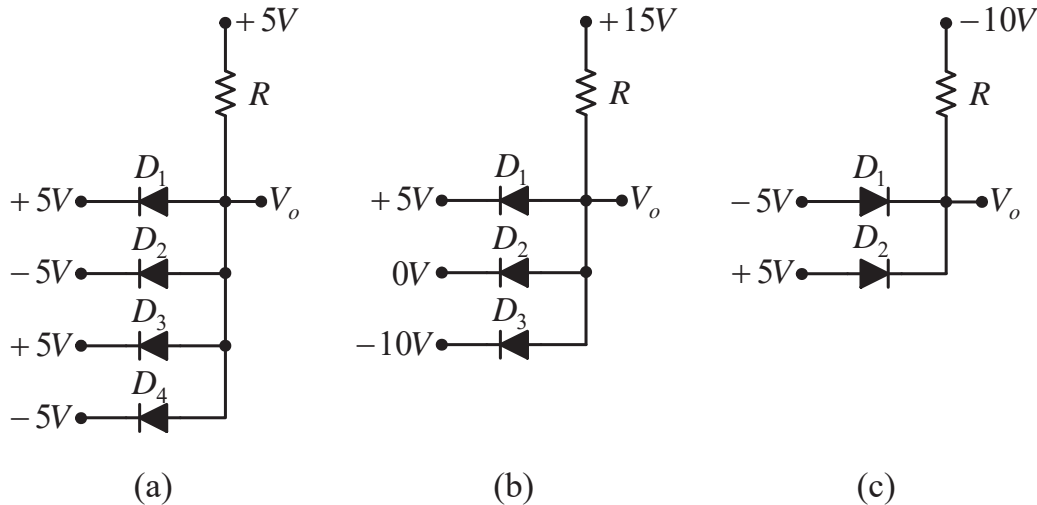 +5V
R
D1
+5V
Vo
D2
−5V
D3
+5V
D4
−5V
(a)
+15V
R
D1
+5V
Vo
D2
0V
D3
−10V
(b)
−10V
R
D1
−5V
Vo
D2
+5V
(c)